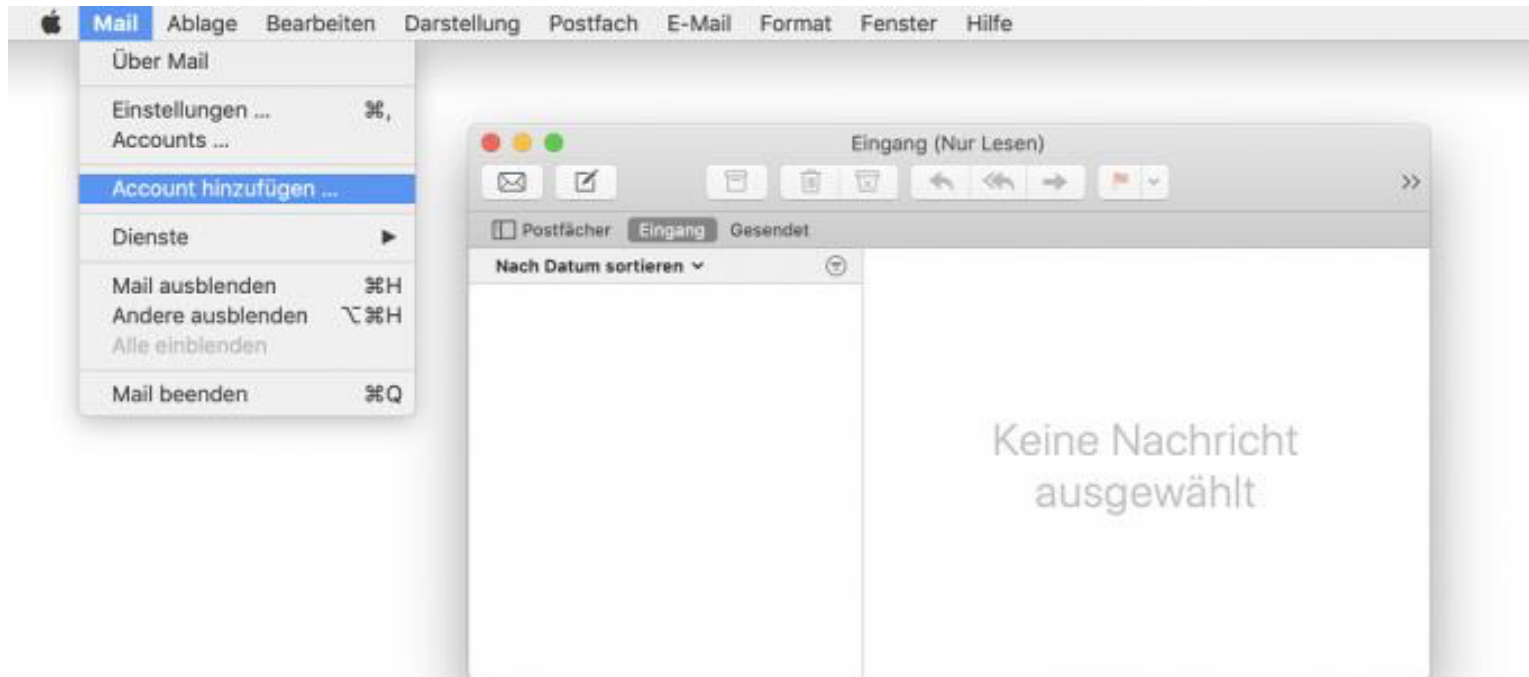 Mail Ablage Bearbeiten Darstellung Postfach E-Mail Format Fenster Hilfe
Über Mail
Einstellungen ... ⌘,
Accounts ...
Account hinzufügen ...
Dienste ▶
Mail ausblenden ⌘H
Andere ausblenden ⌥⌘H
Alle einblenden
Mail beenden ⌘Q
Eingang (Nur Lesen)
Postfächer Eingang Gesendet
Nach Datum sortieren
Keine Nachricht
ausgewählt